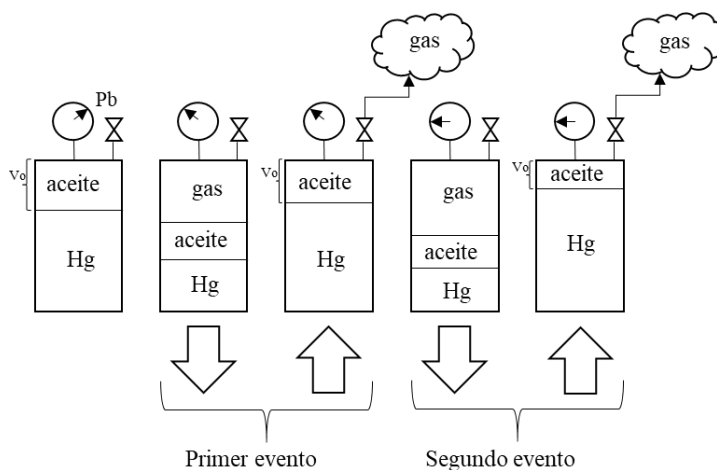 gas
gas
Pb
Vo
aceite
Hg
gas
aceite
Hg
Vo
aceite
Hg
gas
aceite
Hg
Vo
aceite
Hg
Primer evento
Segundo evento